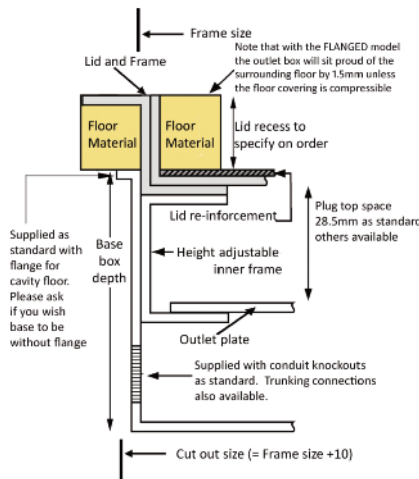 Frame size
Note that with the FLANGED model
the outlet box will sit proud of the
surrounding floor by 1.5mm unless
the floor covering is compressible
Lid and Frame
Floor
Material
Floor
Material
Lid recess to
specify on order
Lid re-inforcement
Plug top space
28.5mm as standard
others available
Supplied as
standard with
flange for
cavity floor.
Please ask
if you wish
base to be
without flange
Base
box
depth
Height adjustable
inner frame
Outlet plate
Supplied with conduit knockouts
as standard. Trunking connections
also available.
Cut out size (= Frame size +10)